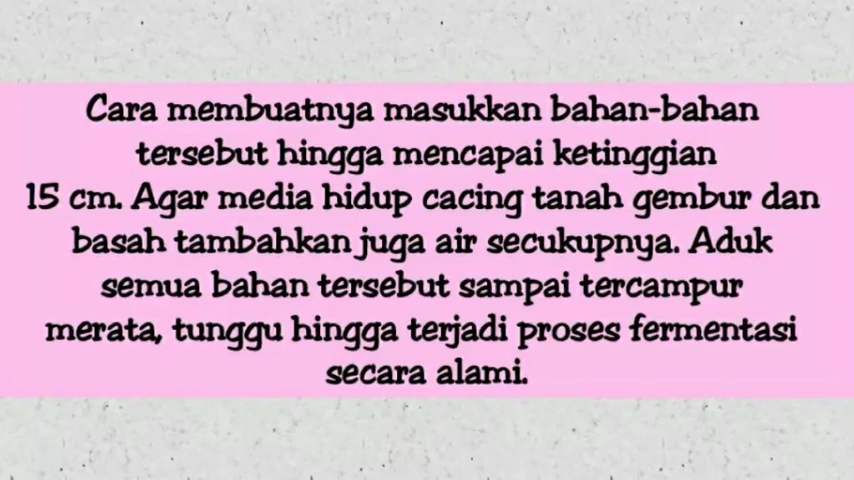 Cara membuatnya masukkan bahan-bahan
tersebut hingga mencapai ketinggian
15 cm. Agar media hidup cacing tanah gembur dan
basah tambahkan juga air secukupnya. Aduk
semua bahan tersebut sampai tercampur
merata, tunggu hingga terjadi proses fermentasi
secara alami.